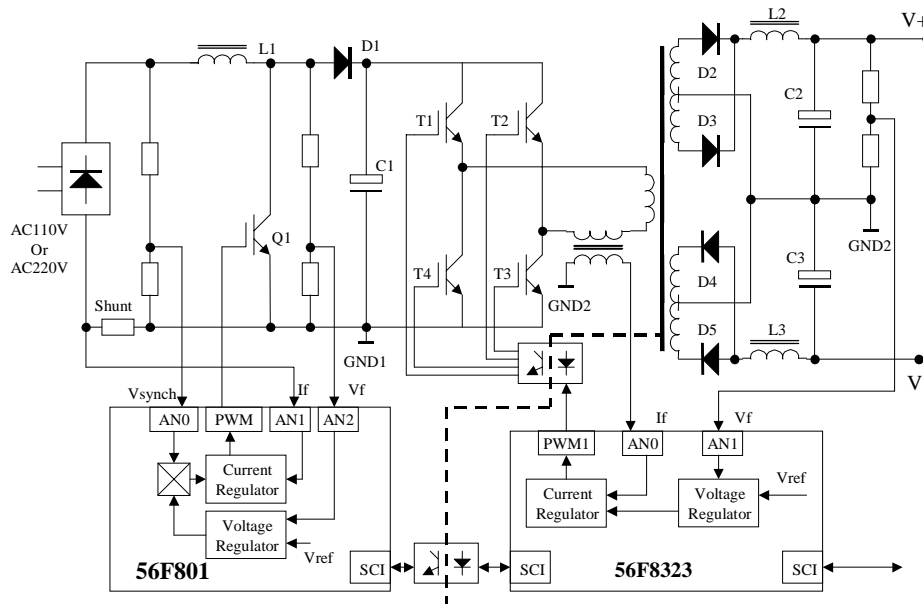 L2
V+
L1
D1
D2
T1
T2
C2
D3
C1
AC110V
Or
AC220V
Q1
GND2
T4
T3
D4
C3
GND2
Shunt
D5
L3
GND1
V
Vsynch
If
Vf
If
Vf
AN0
PWM
AN1
AN2
PWM1
AN0
AN1
Current
Regulator
Current
Regulator
Voltage
Regulator
Vref
Voltage
Regulator
Vref
56F801
SCI
SCI
56F8323
SCI